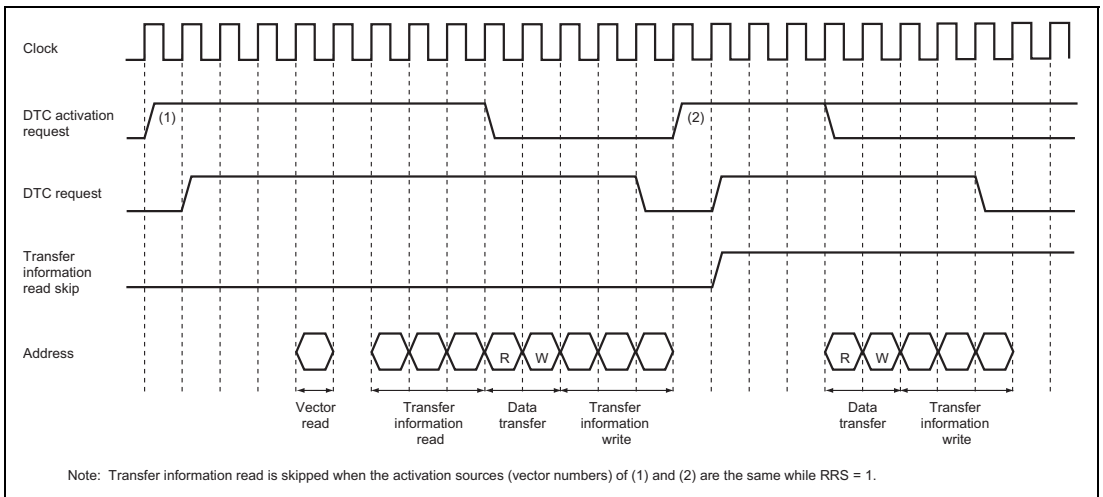 Clock
DTC activation
request
(1)
(2)
DTC request
Transfer
information
read skip
Address
R
W
R
W
Vector
read
Transfer
information
read
Data
transfer
Transfer
information
write
Data
transfer
Transfer
information
write
Note: Transfer information read is skipped when the activation sources (vector numbers) of (1) and (2) are the same while RRS = 1.